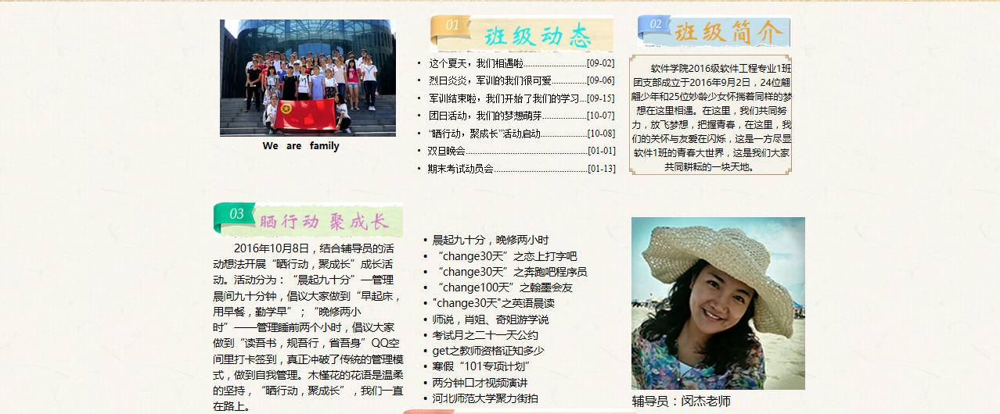 We are family
01
班级动态
• 这个夏天，我们相遇啦...........................[09-02]
• 烈日炎炎，军训的我们很可爱...............[09-06]
• 军训结束啦，我们开始了我们的学习...[09-15]
• 团日活动，我们的梦想萌芽...................[10-07]
• “晒行动，聚成长”活动启动....................[10-08]
• 双旦晚会....................................................[01-01]
• 期末考试动员会........................................[01-13]
02
班级简介
软件学院2016级软件工程专业1班
团支部成立于2016年9月2日，24位翩
翩少年和25位妙龄少女怀揣着同样的梦
想在这里相遇。在这里，我们共同努
力，放飞梦想，把握青春，在这里，我
们的关怀与友爱在闪烁，这是一方尽显
软件1班的青春大世界，这是我们大家
共同耕耘的一块天地。
03
晒行动 聚成长
2016年10月8日，结合辅导员的活
动想法开展“晒行动，聚成长”成长活
动。活动分为：“晨起九十分”—管理
晨间九十分钟，倡议大家做到“早起床，
用早餐，勤学早”；“晚修两小
时”——管理睡前两个小时，倡议大家
做到“读吾书，规吾行，省吾身”QQ空
间里打卡签到，真正冲破了传统的管理模
式，做到自我管理。木槿花的花语是温柔
的坚持，“晒行动，聚成长”，我们一直
在路上。
• 晨起九十分，晚修两小时
• “change30天”之恋上打字吧
• “change30天”之奔跑吧程序员
• “change100天”之翰墨会友
• "change30天"之英语晨读
• 师说，肖姐、奇姐游学说
• 考试月之二十一天公约
• get之教师资格证知多少
• 寒假“101专项计划”
• 两分钟口才视频演讲
• 河北师范大学聚力街拍
辅导员：闵杰老师